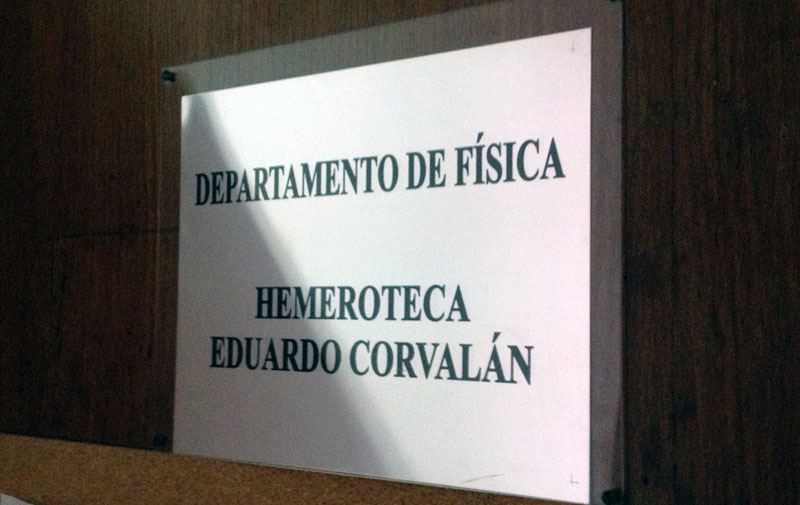 DEPARTAMENTO DE FÍSICA
HEMEROTECA
EDUARDO CORVALÁN